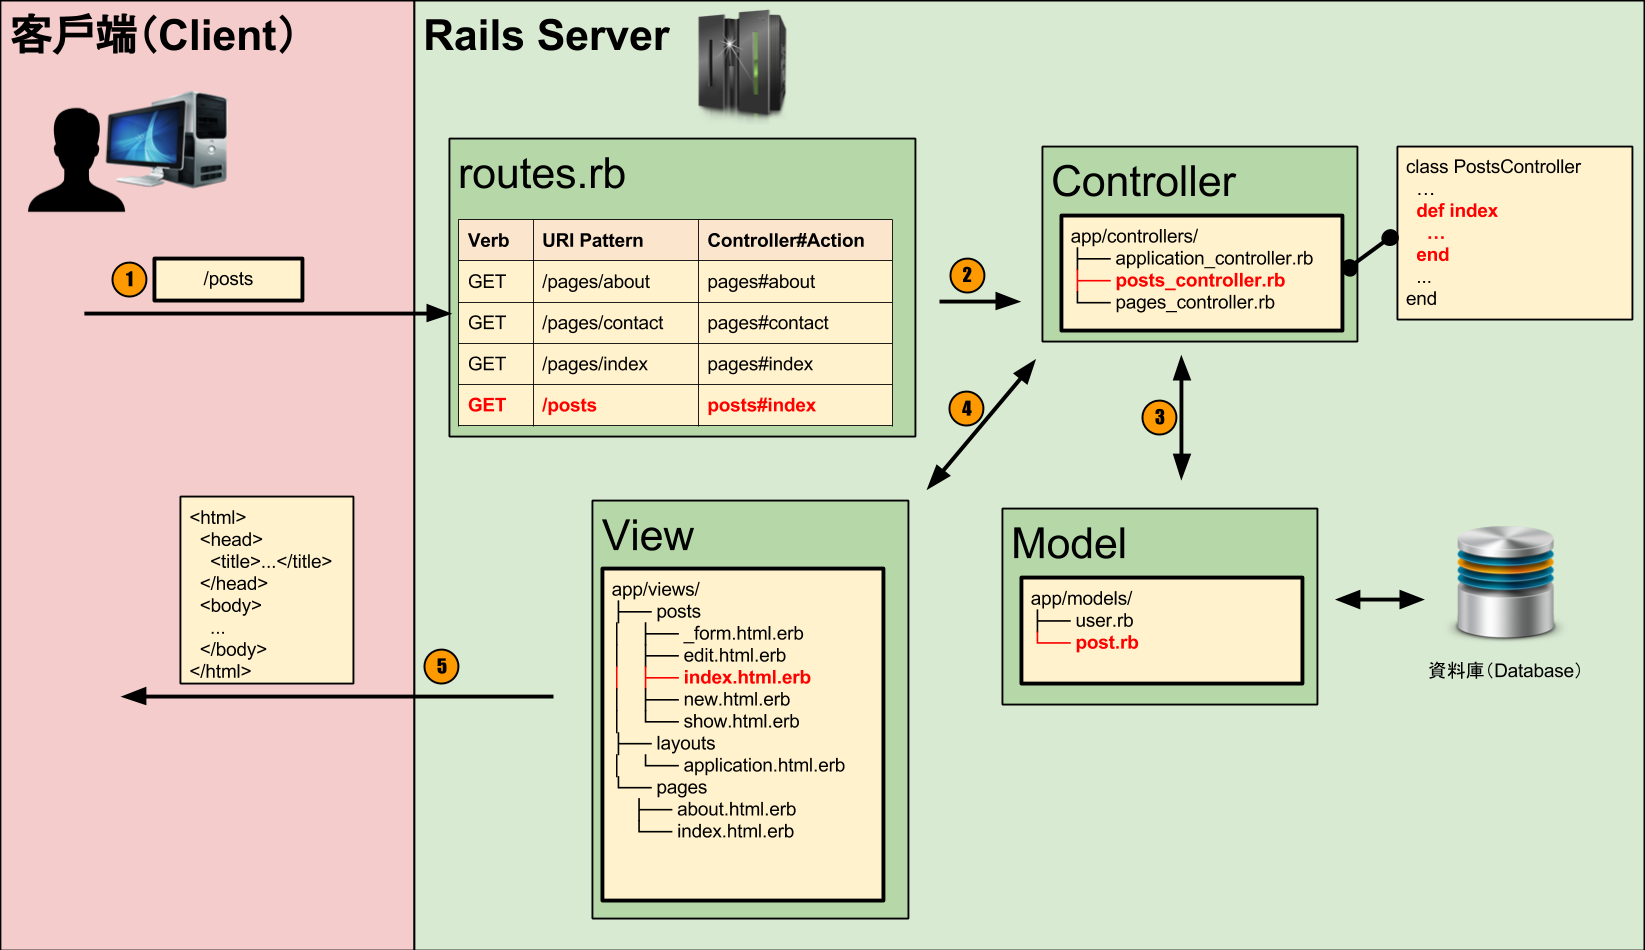 客戶端（Client）
Rails Server
routes.rb
Verb URI Pattern Controller#Action
GET /pages/about pages#about
GET /pages/contact pages#contact
GET /pages/index pages#index
GET /posts posts#index
1
/posts
2
Controller
app/controllers/
application_controller.rb
posts_controller.rb
pages_controller.rb
class PostsController
...
def index
...
end
...
end
4
3
View
app/views/
posts
_form.html.erb
edit.html.erb
index.html.erb
new.html.erb
show.html.erb
layouts
application.html.erb
pages
about.html.erb
index.html.erb
Model
app/models/
user.rb
post.rb
資料庫（Database）
<html>
<head>
<title>...</title>
</head>
<body>
...
</body>
</html>
5